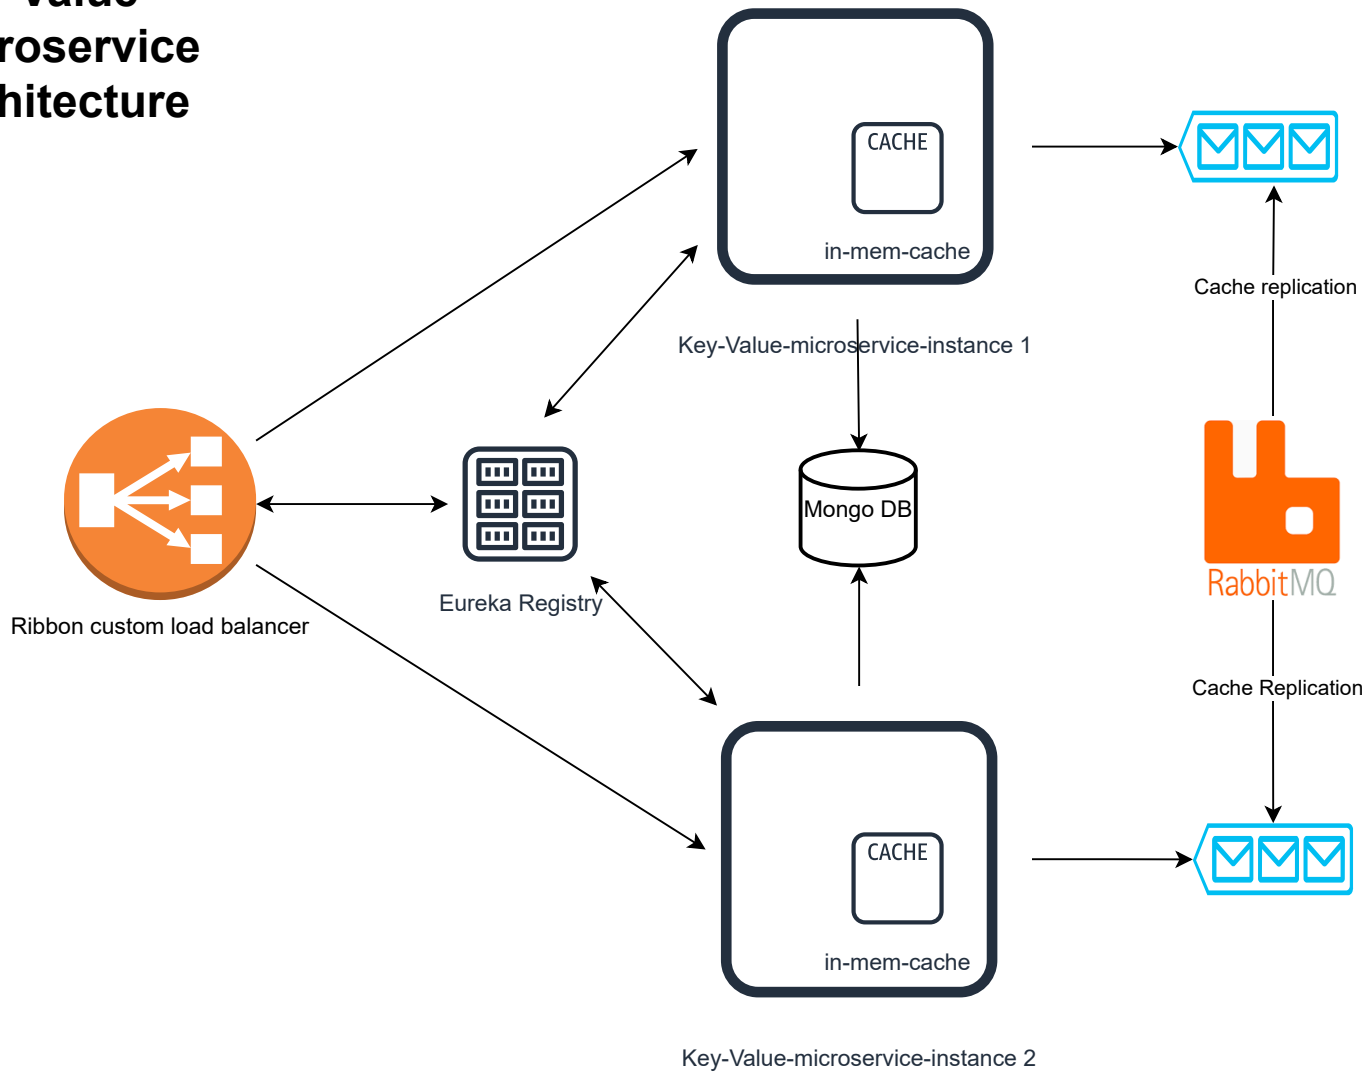 Value
roservice
hitecture
CACHE
in-mem-cache
Key-Value-microservice-instance 1
Cache replication
Mongo DB
RabbitMQ
Eureka Registry
Ribbon custom load balancer
Cache Replication
CACHE
in-mem-cache
Key-Value-microservice-instance 2